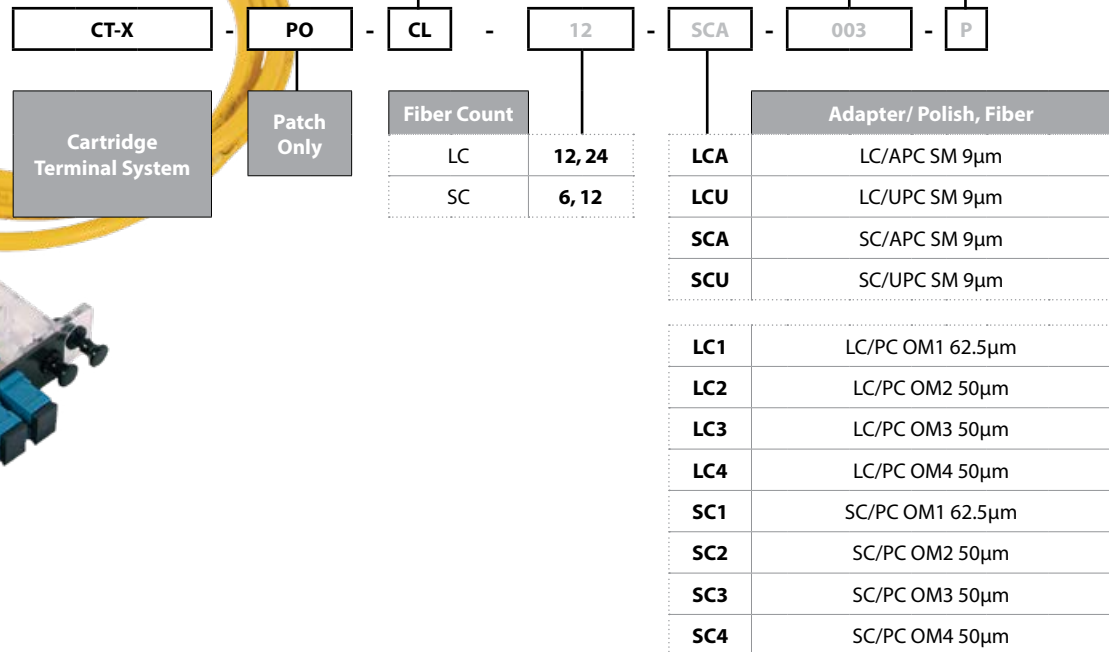 CT-X - PO - CL - 12 - SCA - 003 - P
Cartridge
Terminal System
Patch
Only
Fiber Count
LC 12, 24
SC 6, 12
Adapter/ Polish, Fiber
LCA LC/APC SM 9µm
LCU LC/UPC SM 9µm
SCA SC/APC SM 9µm
SCU SC/UPC SM 9µm
LC1 LC/PC OM1 62.5µm
LC2 LC/PC OM2 50µm
LC3 LC/PC OM3 50µm
LC4 LC/PC OM4 50µm
SC1 SC/PC OM1 62.5µm
SC2 SC/PC OM2 50µm
SC3 SC/PC OM3 50µm
SC4 SC/PC OM4 50µm